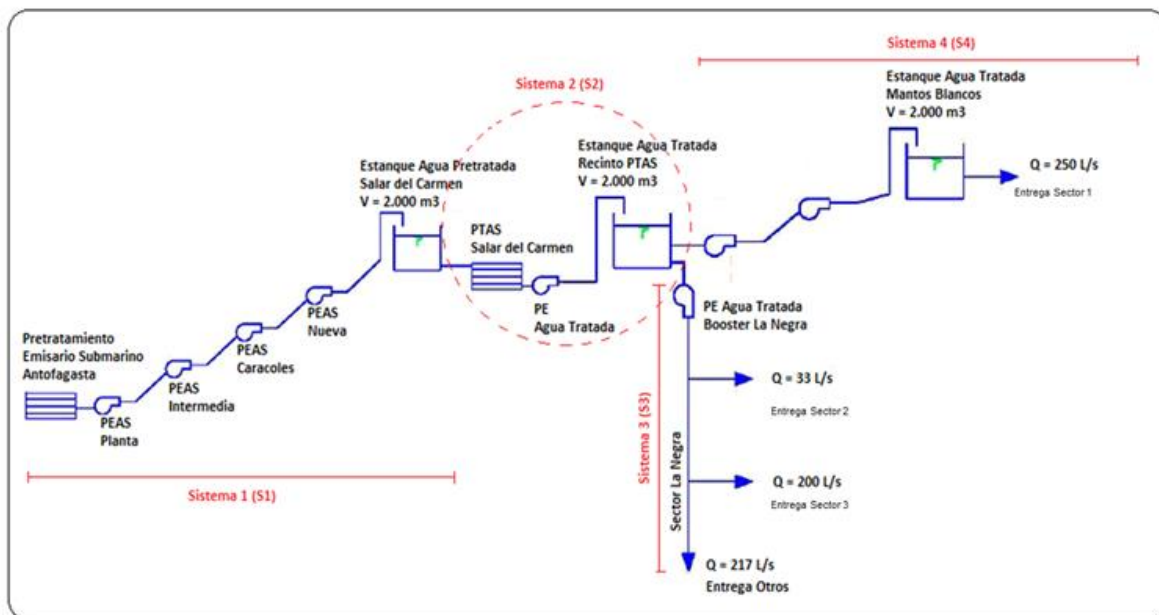 Sistema 4 (S4)
Estanque Agua Tratada
Mantos Blancos
V = 2.000 m3
Q = 250 L/s
Entrega Sector 1
Sistema 2 (S2)
Estanque Agua Tratada
Recinto PTAS
V = 2.000 m3
Estanque Agua Pretratada
Salar del Carmen
V = 2.000 m3
PTAS
Salar del Carmen
PE
Agua Tratada
PEAS
Nueva
PEAS
Caracoles
PEAS
Intermedia
Pretratamiento
Emisario Submarino
Antofagasta
PEAS
Planta
Sistema 1 (S1)
PE Agua Tratada
Booster La Negra
Sistema 3 (S3)
Sector La Negra
Q = 33 L/s
Entrega Sector 2
Q = 200 L/s
Entrega Sector 3
Q = 217 L/s
Entrega Otros